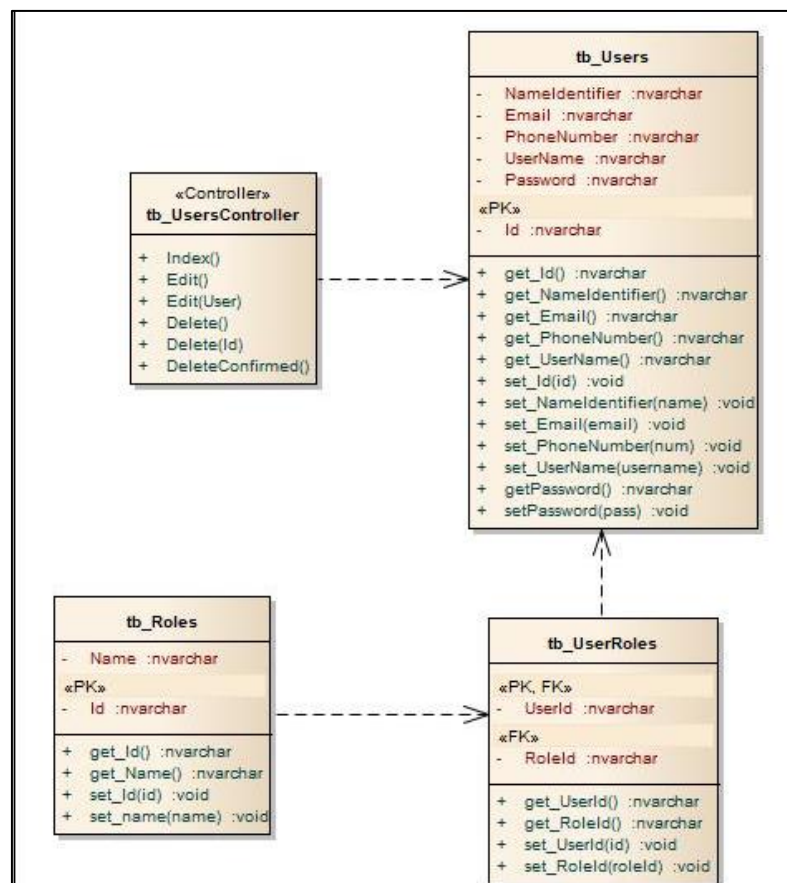 tb_Users
- NameIdentifier :nvarchar
- Email :nvarchar
- PhoneNumber :nvarchar
- UserName :nvarchar
- Password :nvarchar
«PK»
- Id :nvarchar
+ get_Id() :nvarchar
+ get_NameIdentifier() :nvarchar
+ get_Email() :nvarchar
+ get_PhoneNumber() :nvarchar
+ get_UserName() :nvarchar
+ set_Id(id) :void
+ set_NameIdentifier(name) :void
+ set_Email(email) :void
+ set_PhoneNumber(num) :void
+ set_UserName(username) :void
+ getPassword() :nvarchar
+ setPassword(pass) :void
«Controller»
tb_UsersController
+ Index()
+ Edit()
+ Edit(User)
+ Delete()
+ Delete(Id)
+ DeleteConfirmed()
tb_Roles
- Name :nvarchar
«PK»
- Id :nvarchar
+ get_Id() :nvarchar
+ get_Name() :nvarchar
+ set_Id(id) :void
+ set_name(name) :void
tb_UserRoles
«PK, FK»
- UserId :nvarchar
«FK»
- RoleId :nvarchar
+ get_UserId() :nvarchar
+ get_RoleId() :nvarchar
+ set_UserId(id) :void
+ set_RoleId(roleId) :void